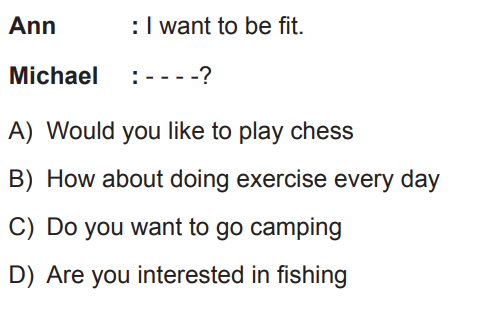 Ann : I want to be fit.
Michael : - - - -?
A) Would you like to play chess
B) How about doing exercise every day
C) Do you want to go camping
D) Are you interested in fishing